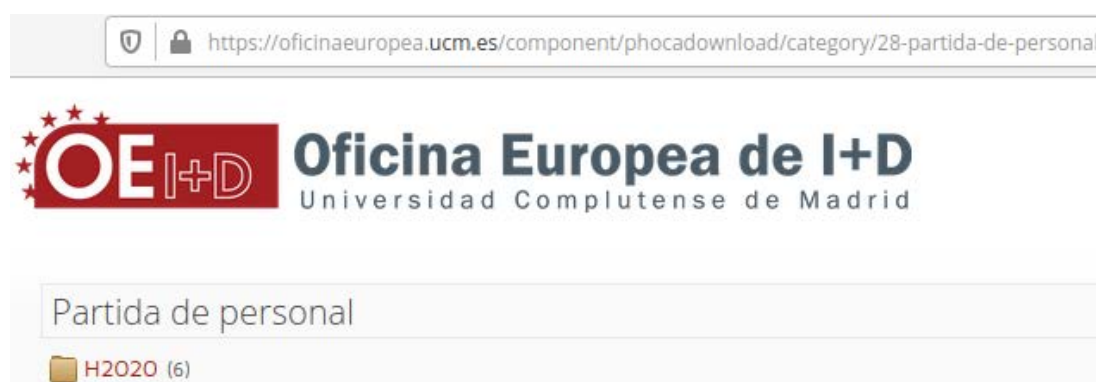 https://oficinaeuropea.ucm.es/component/phocadownload/category/28-partida-de-personal
OE I+D
Oficina Europea de I+D
Universidad Complutense de Madrid
Partida de personal
H2020 (6)